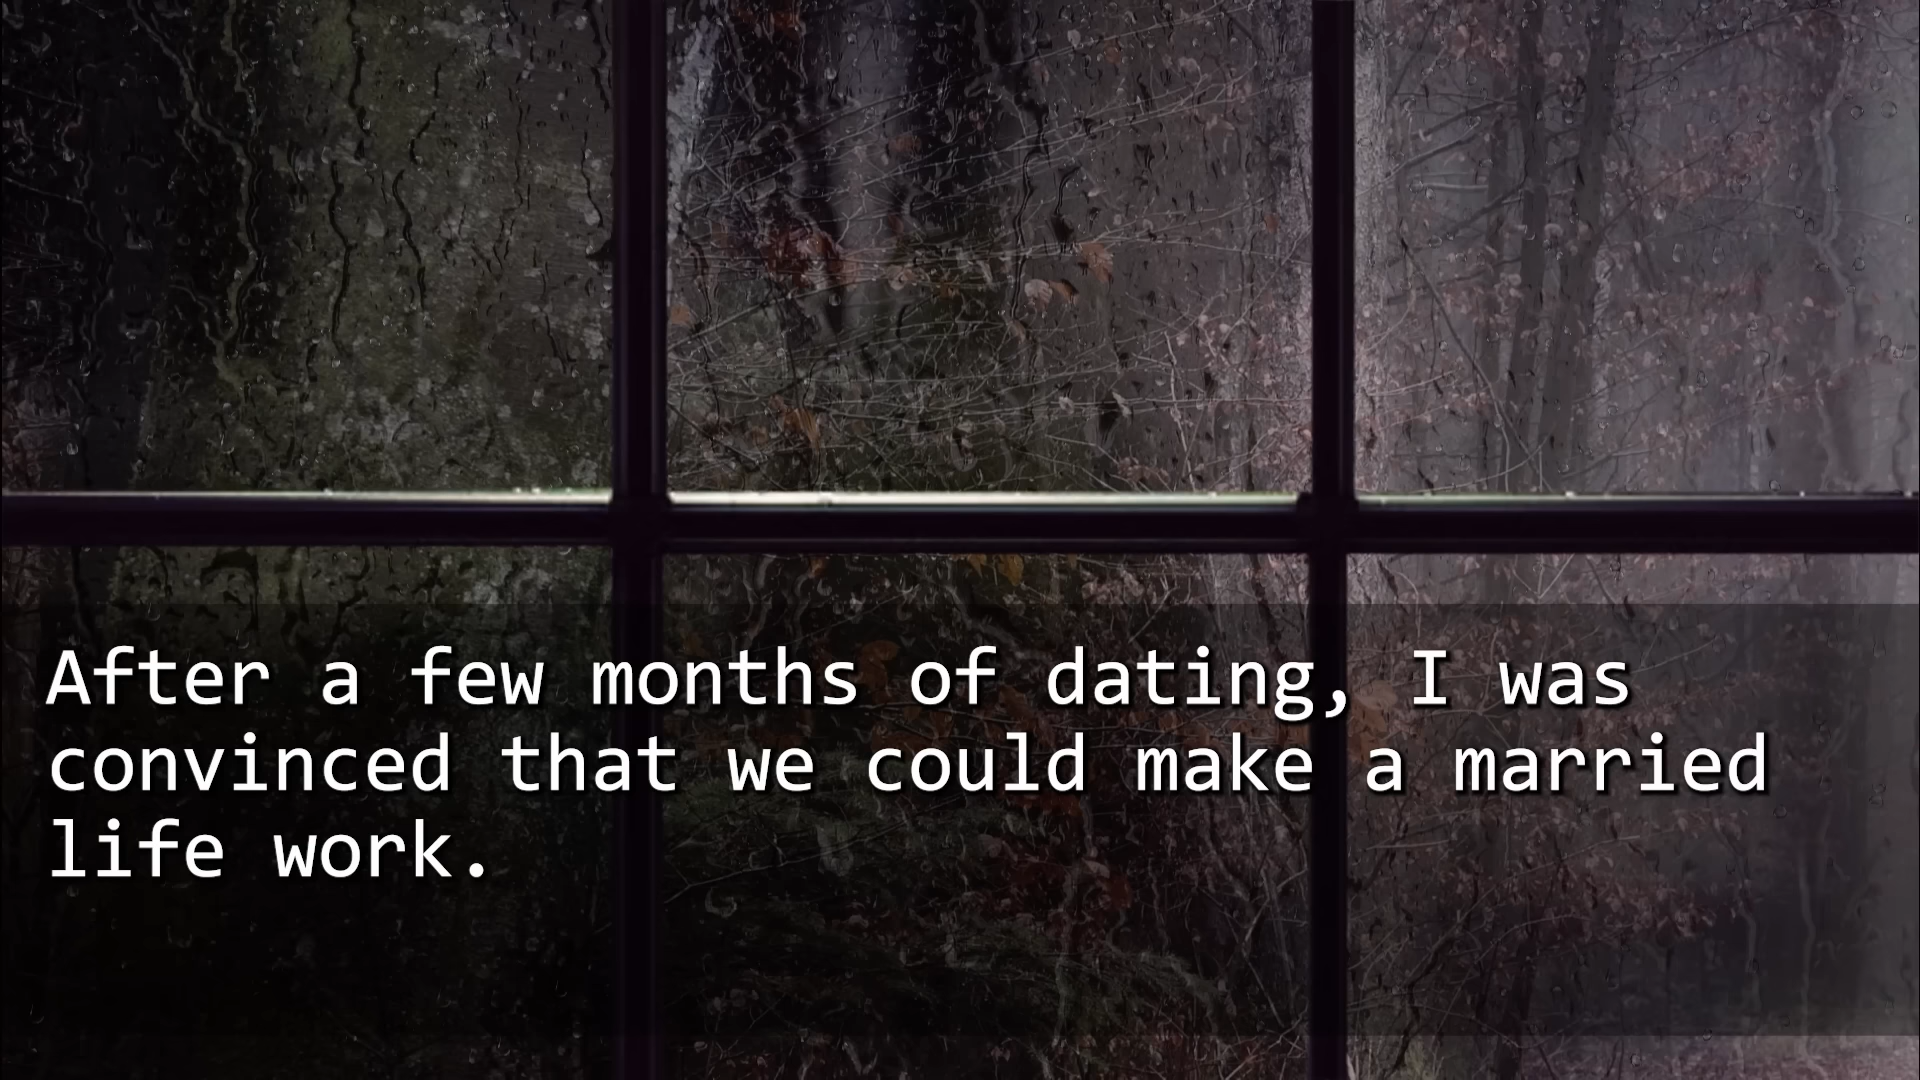 After a few months of dating, I was
convinced that we could make a married
life work.